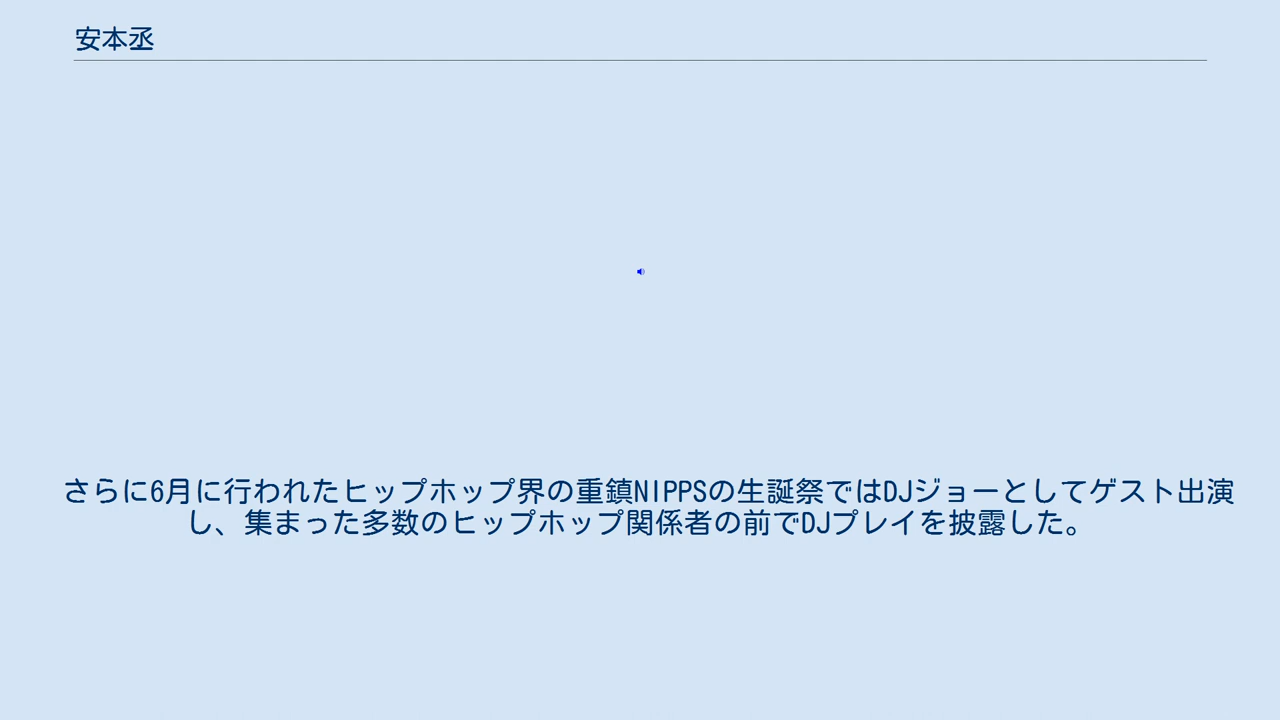 安本丞
さらに6月に行われたヒップホップ界の重鎮NIPPSの生誕祭ではDJジョーとしてゲスト出演
し、集まった多数のヒップホップ関係者の前でDJプレイを披露した。